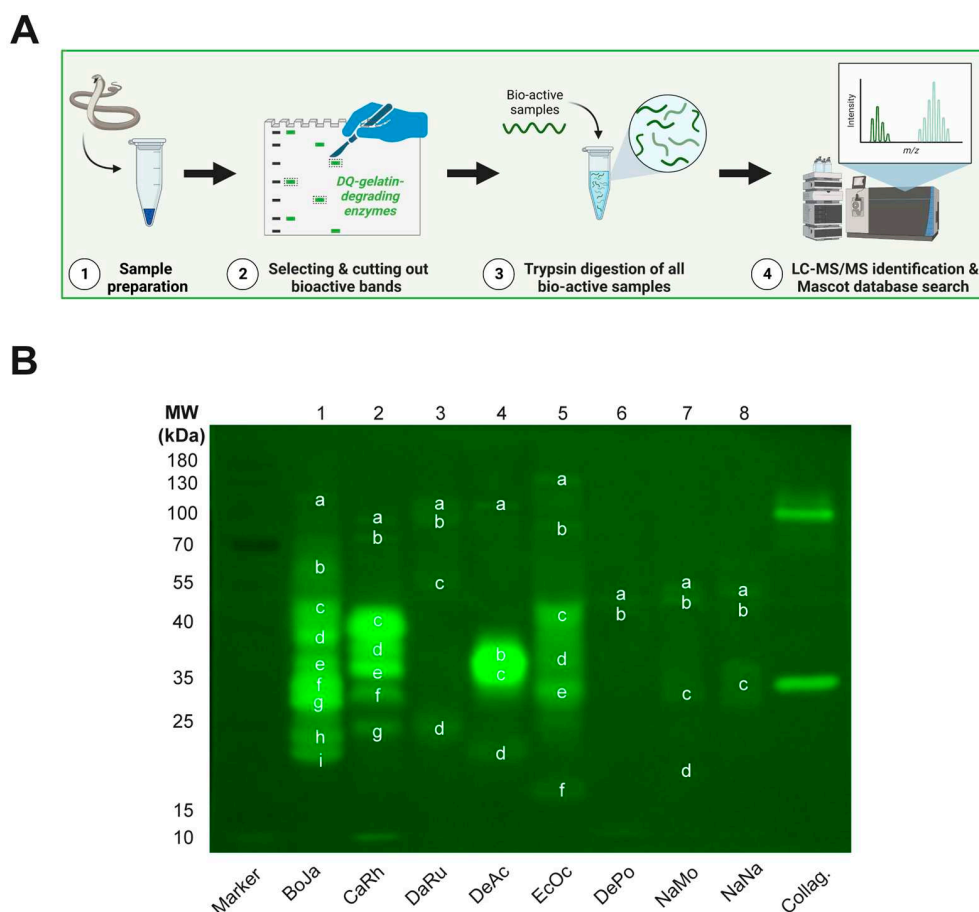 A
Bio-active
samples
DQ-gelatin-
degrading
enzymes
Intensity
m/z
1 Sample
preparation
2 Selecting & cutting out
bioactive bands
3 Trypsin digestion of all
bio-active samples
4 LC-MS/MS identification &
Mascot database search
B
MW
(kDa)
1 2 3 4 5 6 7 8
180
130
100
70
55
40
35
25
15
10
a b c d e f g h i
a b c d e f g
a b c d
a b c d
a b c d e f
a b
a b c d
a b c
Marker BoJa CaRh DaRu DeAc EcOc DePo NaMo NaNa Collag.